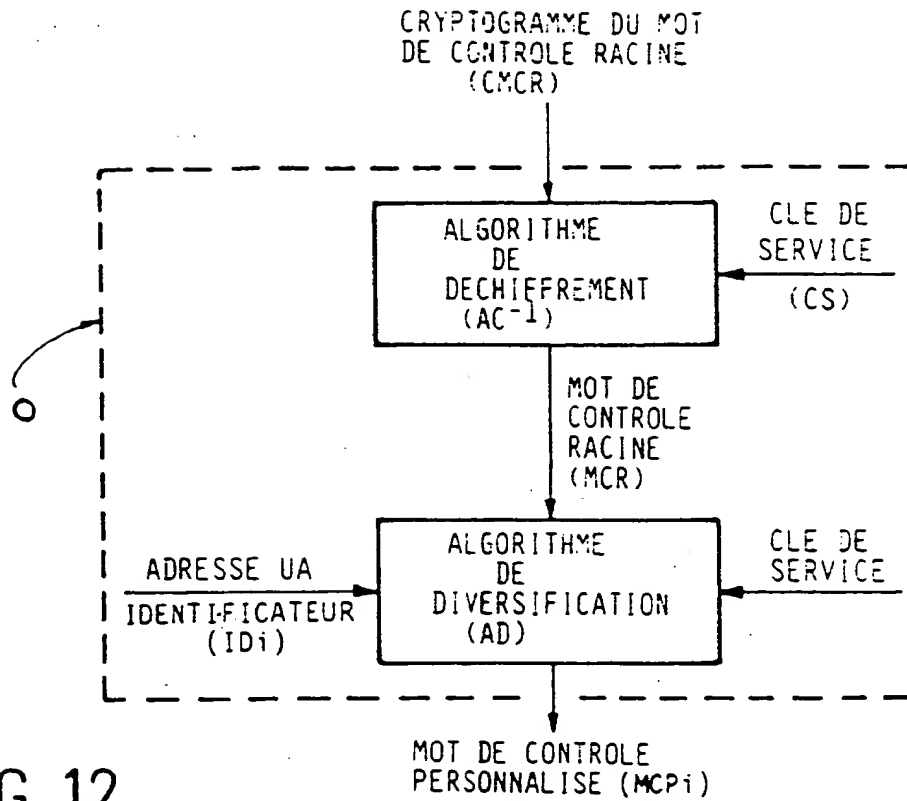 CRYPTOGRAMME DU MOT
DE CONTROLE RACINE
(CMCR)
ALGORITHME
DE
DECHIEFFREMENT
(AC-1)
CLE DE
SERVICE
(CS)
O
MOT DE
CONTROLE
RACINE
(MCR)
ADRESSE UA
IDENTIFICATEUR
(IDi)
ALGORITHME
DE
DIVERSIFICATION
(AD)
CLE DE
SERVICE
MOT DE CONTROLE
PERSONNALISE (MCPi)
G 12